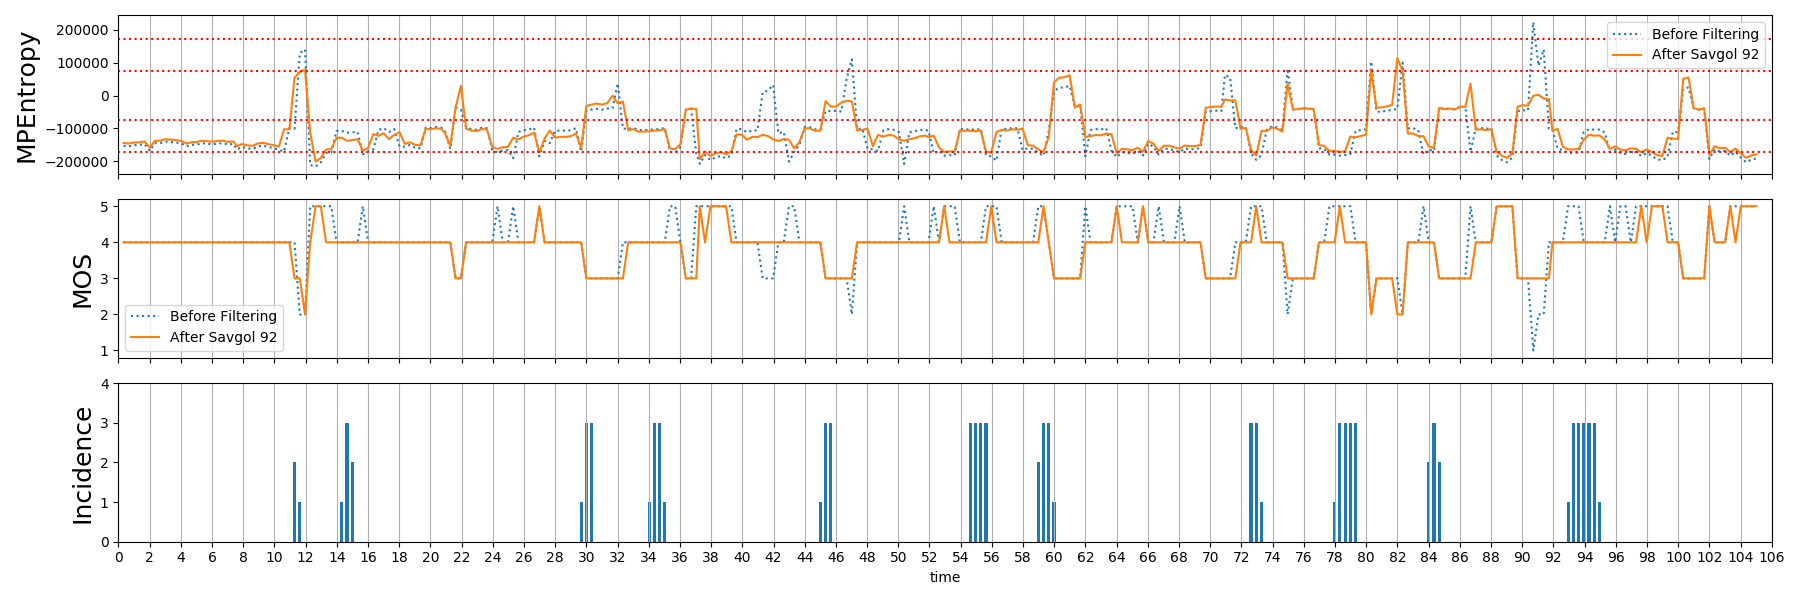 MPEntropy
200000
100000
0
−100000
−200000
Before Filtering
After Savgol 92
MOS
5
4
3
2
1
Before Filtering
After Savgol 92
Incidence
4
3
2
1
0
0 2 4 6 8 10 12 14 16 18 20 22 24 26 28 30 32 34 36 38 40 42 44 46 48 50 52 54 56 58 60 62 64 66 68 70 72 74 76 78 80 82 84 86 88 90 92 94 96 98 100 102 104 106
time